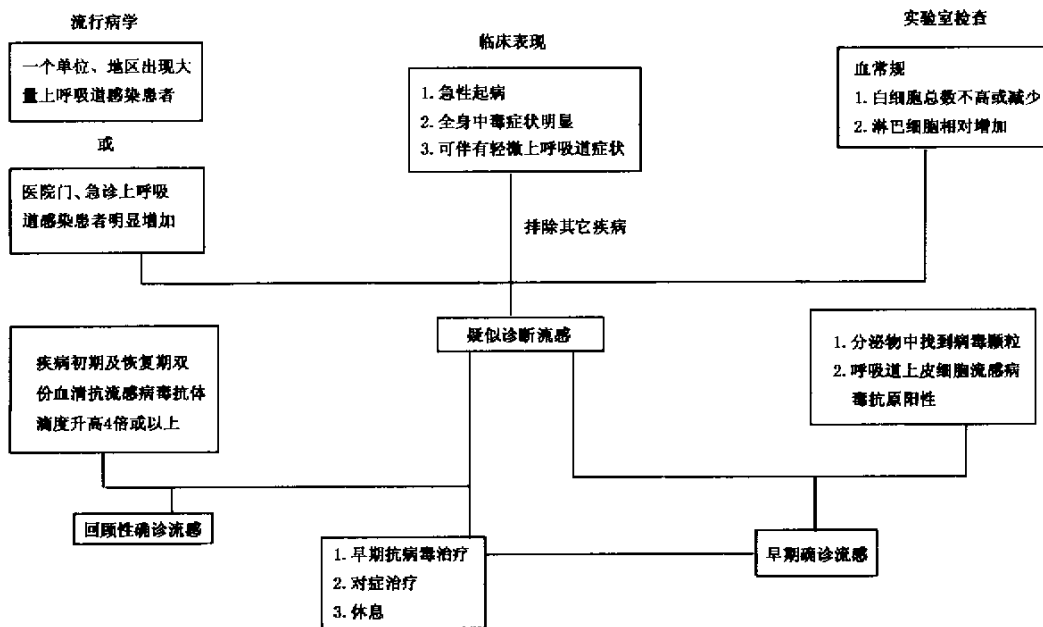 流行病学
一个单位、地区出现大
量上呼吸道感染患者
或
医院门、急诊上呼吸
道感染患者明显增加
临床表现
1. 急性起病
2. 全身中毒症状明显
3. 可伴有轻微上呼吸道症状
实验室检查
血常规
1. 白细胞总数不高或减少
2. 淋巴细胞相对增加
排除其它疾病
疑似诊断流感
疾病初期及恢复期双
份血清抗流感病毒抗体
滴度升高4倍或以上
1. 分泌物中找到病毒颗粒
2. 呼吸道上皮细胞流感病
毒抗原阳性
回顾性确诊流感
1. 早期抗病毒治疗
2. 对症治疗
3. 休息
早期确诊流感